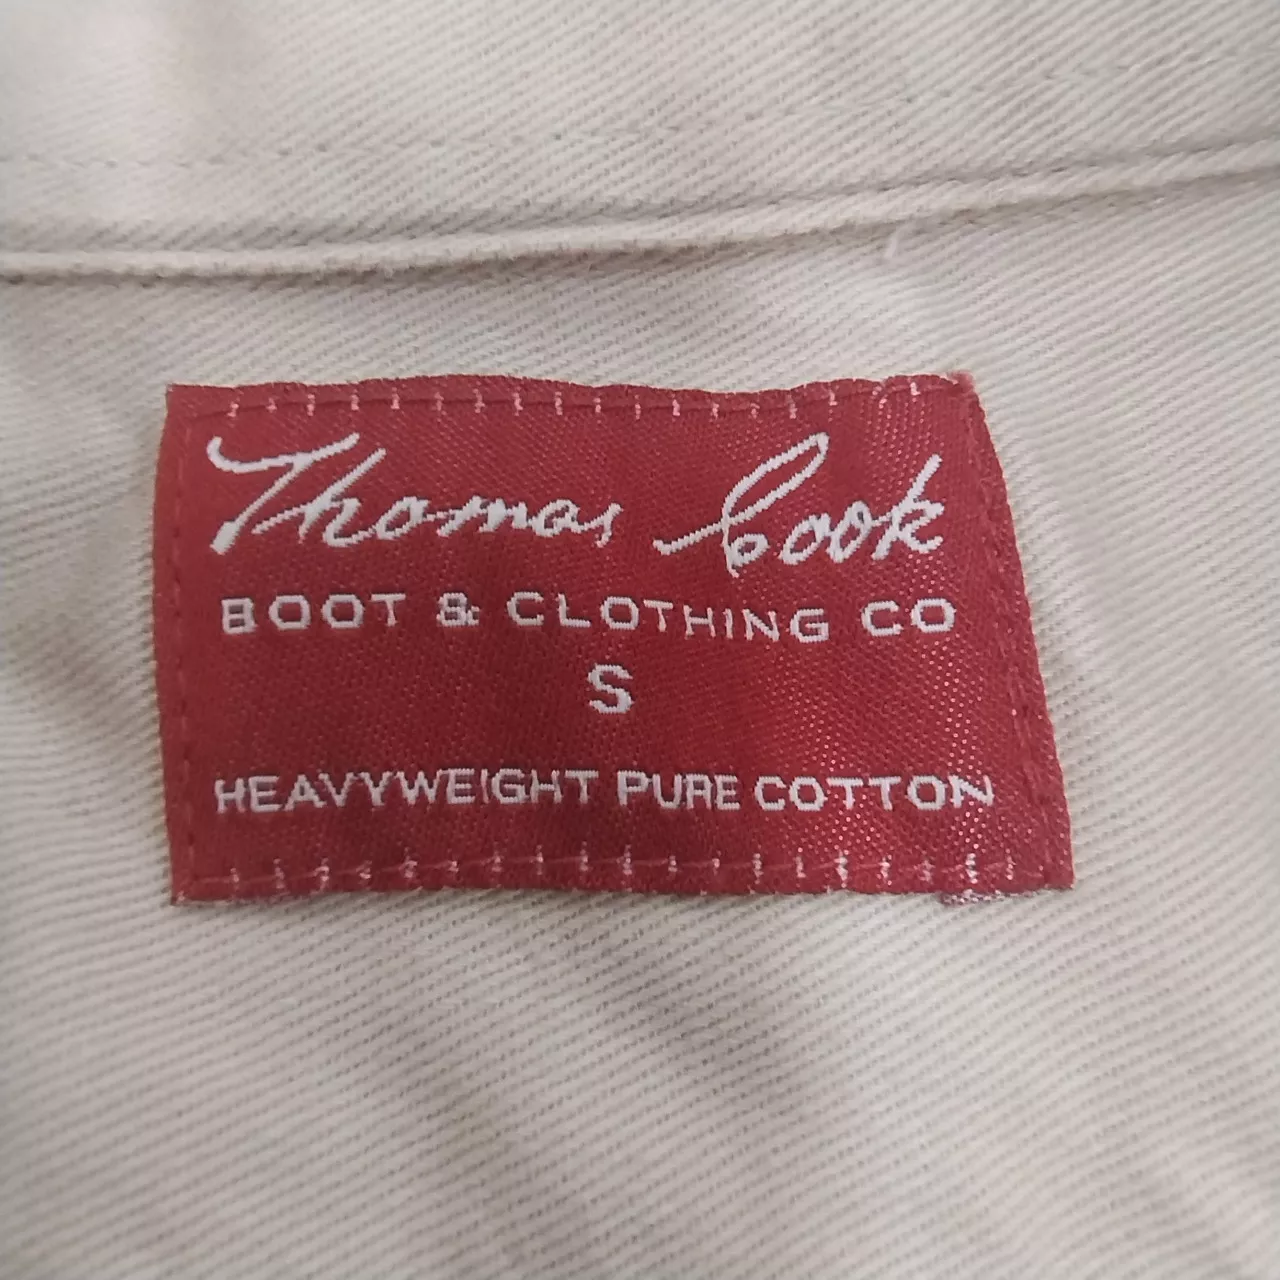 Thomas Cook
BOOT & CLOTHING CO
S
HEAVYWEIGHT PURE COTTON